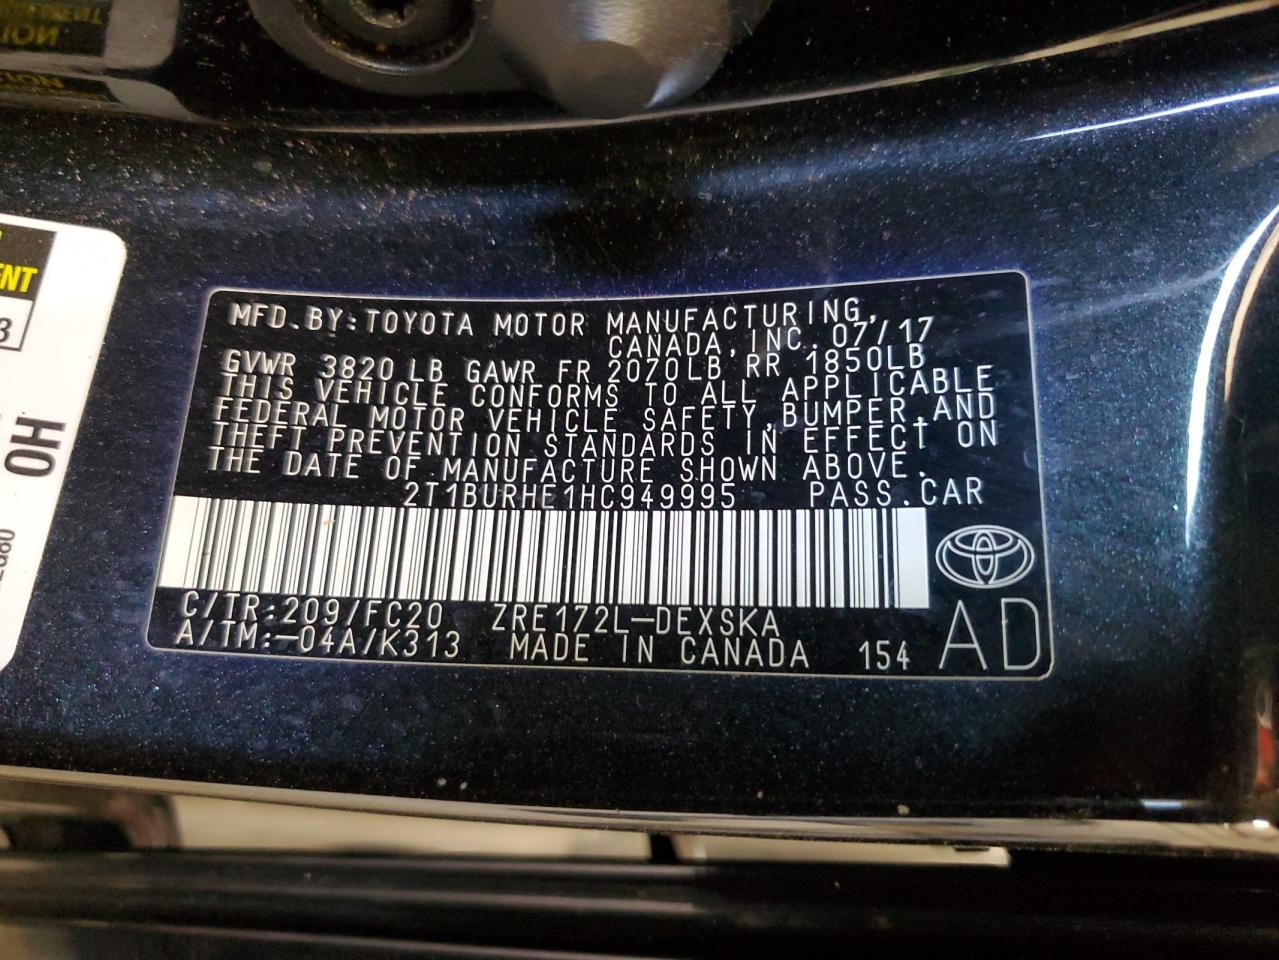 MFD.BY:TOYOTA MOTOR MANUFACTURING,
CANADA,INC. 07/17
GVWR 3820 LB GAWR FR 2070LB RR 1850LB
THIS VEHICLE CONFORMS TO ALL APPLICABLE
FEDERAL MOTOR VEHICLE SAFETY,BUMPER,AND
THEFT PREVENTION STANDARDS IN EFFECT ON
THE DATE OF MANUFACTURE SHOWN ABOVE.
2T1BURHE1HC949995 PASS.CAR
C/TR:209/FC20 ZRE172L-DEXSKA
A/TM:-04A/K313 MADE IN CANADA 154 AD
ENT
3
HO